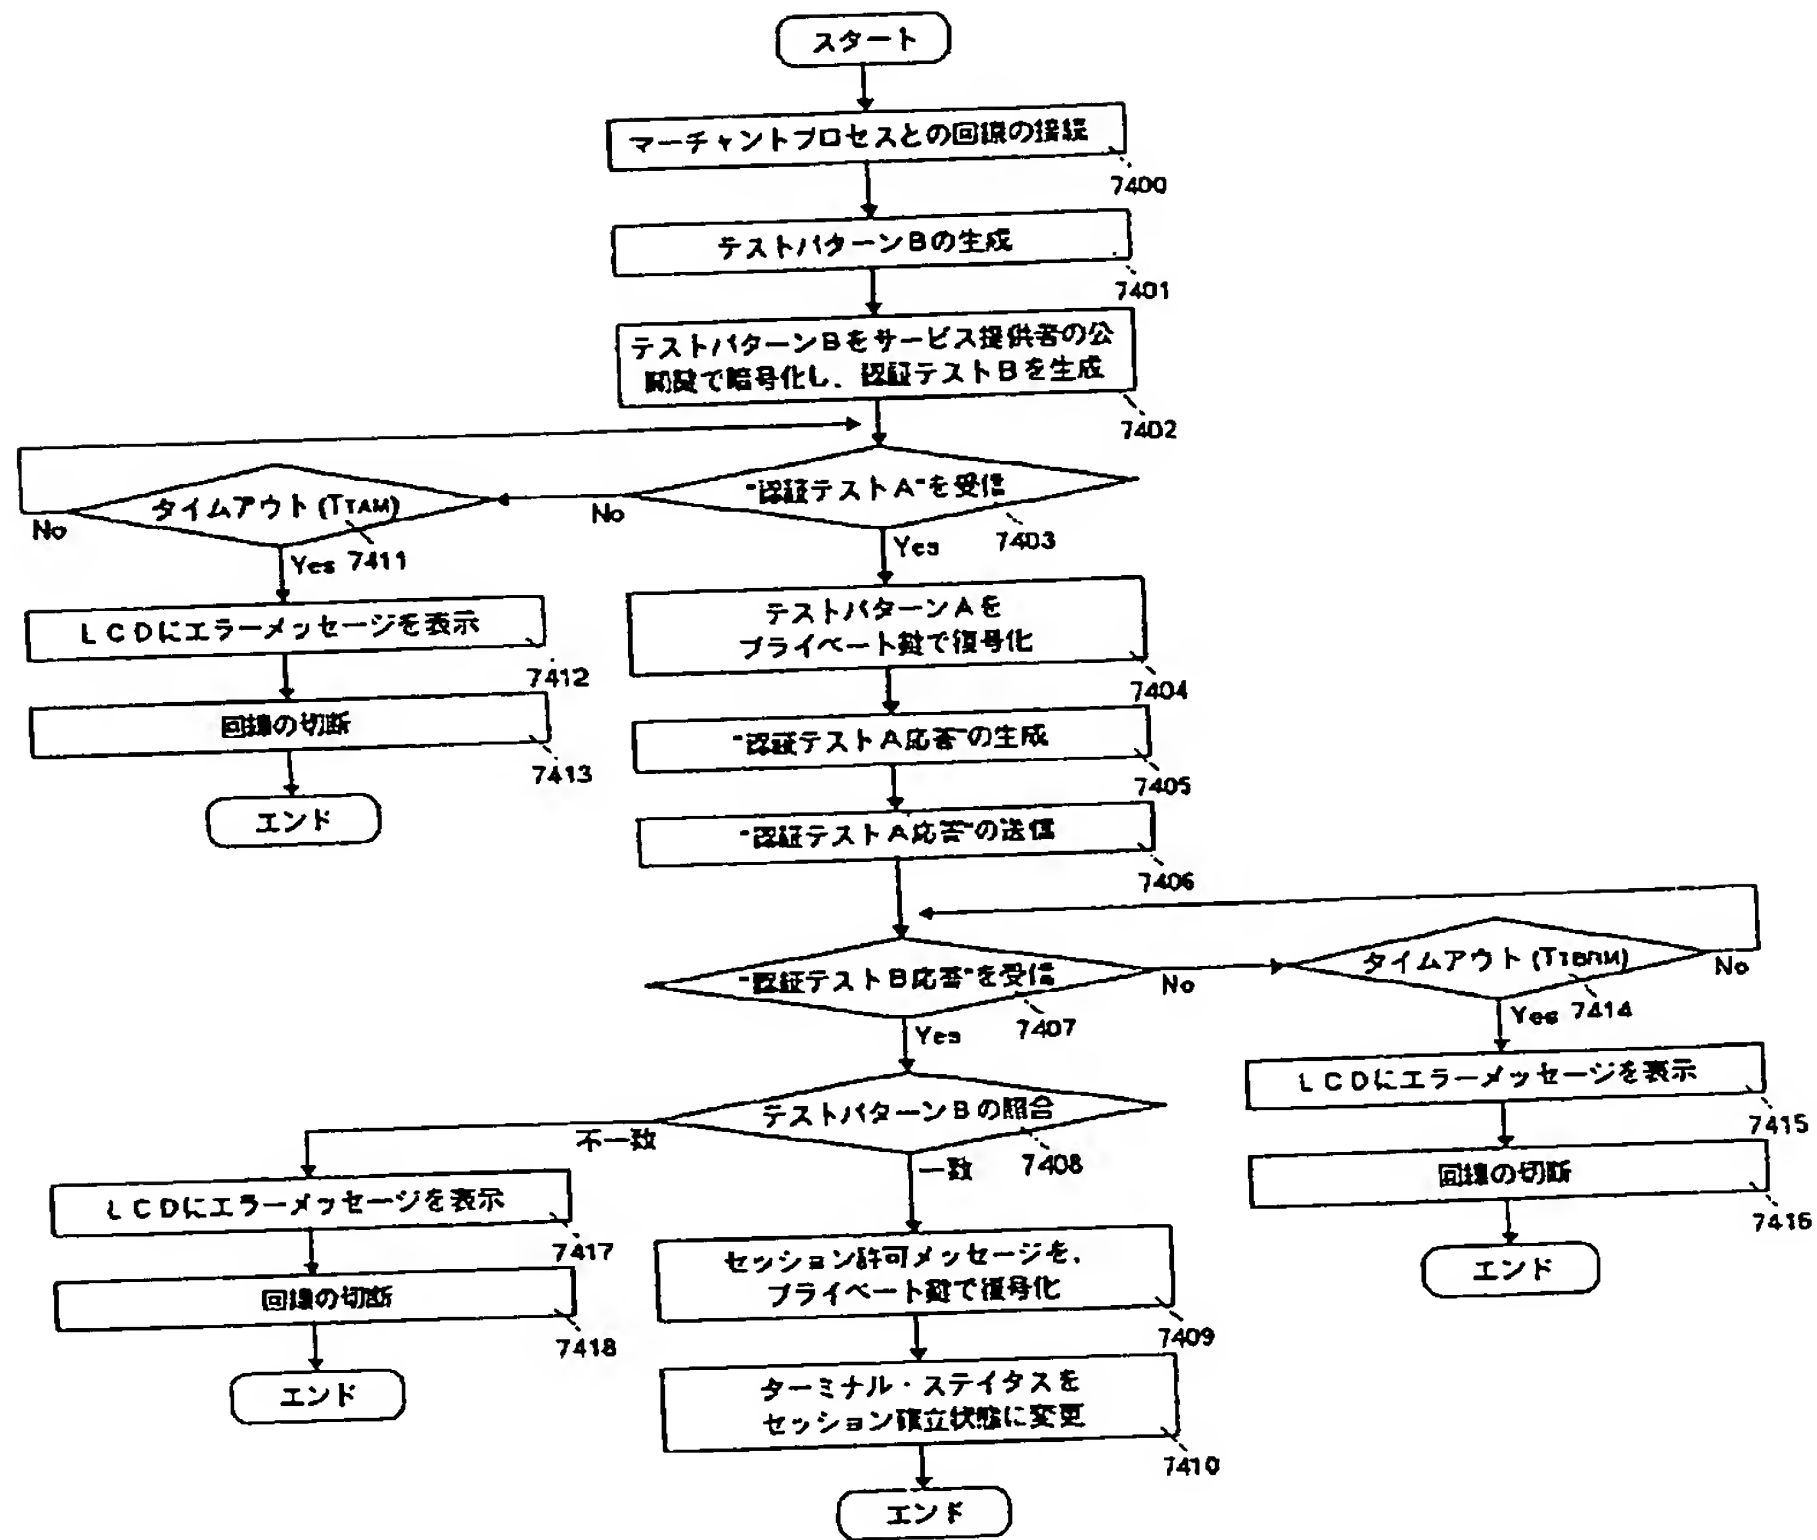 スタート
マーチャントプロセスとの回線の接続
7400
テストパターンBの生成
7401
テストパターンBをサービス提供者の公
開鍵で暗号化し、認証テストBを生成
7402
"認証テストA"を受信
7403
No
Yes
タイムアウト(TTAM)
7411
No
Yes
LCDにエラーメッセージを表示
7412
回線の切断
7413
エンド
テストパターンAを
プライベート鍵で復号化
7404
"認証テストA応答"の生成
7405
"認証テストA応答"の送信
7406
"認証テストB応答"を受信
7407
No
Yes
タイムアウト(TTBRM)
7414
No
Yes
LCDにエラーメッセージを表示
7415
回線の切断
7416
エンド
テストパターンBの照合
7408
不一致
一致
LCDにエラーメッセージを表示
7417
回線の切断
7418
エンド
セッション許可メッセージを、
プライベート鍵で復号化
7409
ターミナル・ステイタスを
セッション確立状態に変更
7410
エンド